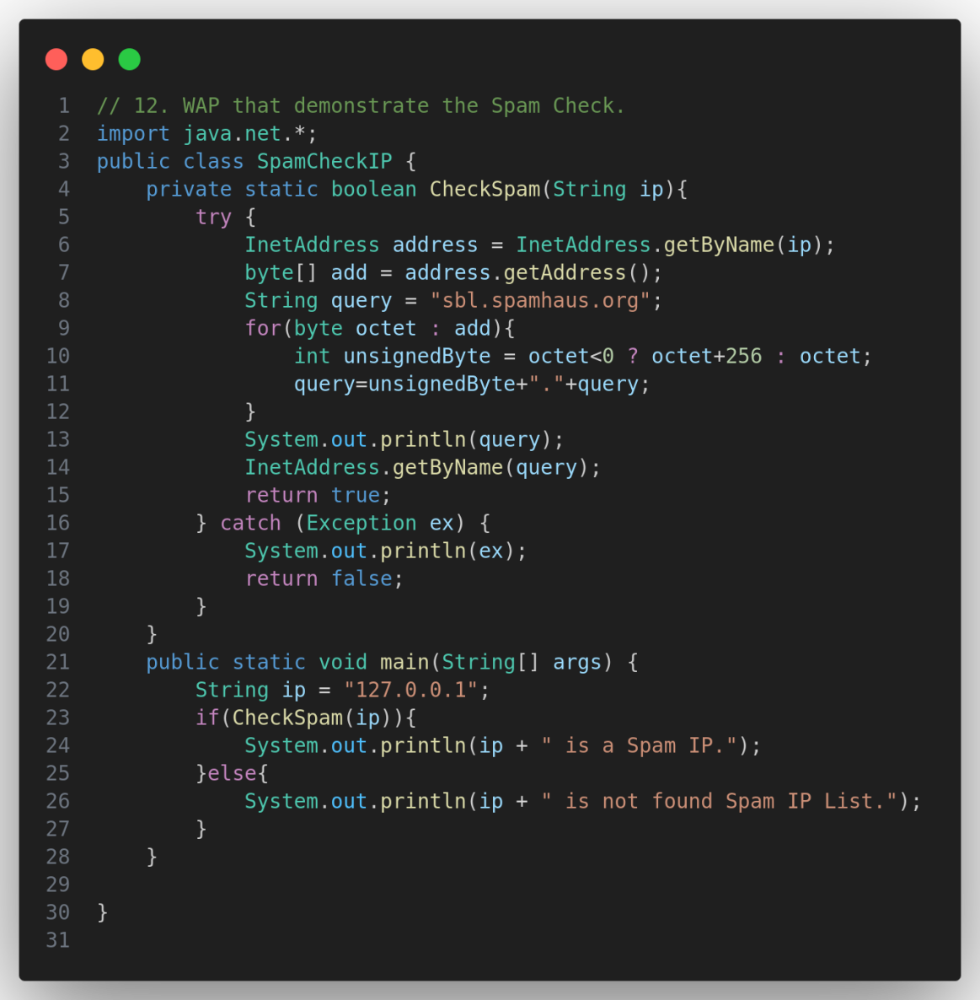 1 // 12. WAP that demonstrate the Spam Check.
2 import java.net.*;
3 public class SpamCheckIP {
4     private static boolean CheckSpam(String ip){
5         try {
6             InetAddress address = InetAddress.getByName(ip);
7             byte[] add = address.getAddress();
8             String query = "sbl.spamhaus.org";
9             for(byte octet : add){
10                 int unsignedByte = octet<0 ? octet+256 : octet;
11                 query=unsignedByte+"."+query;
12             }
13             System.out.println(query);
14             InetAddress.getByName(query);
15             return true;
16         } catch (Exception ex) {
17             System.out.println(ex);
18             return false;
19         }
20     }
21     public static void main(String[] args) {
22         String ip = "127.0.0.1";
23         if(CheckSpam(ip)){
24             System.out.println(ip + " is a Spam IP.");
25         }else{
26             System.out.println(ip + " is not found Spam IP List.");
27         }
28     }
29
30 }
31